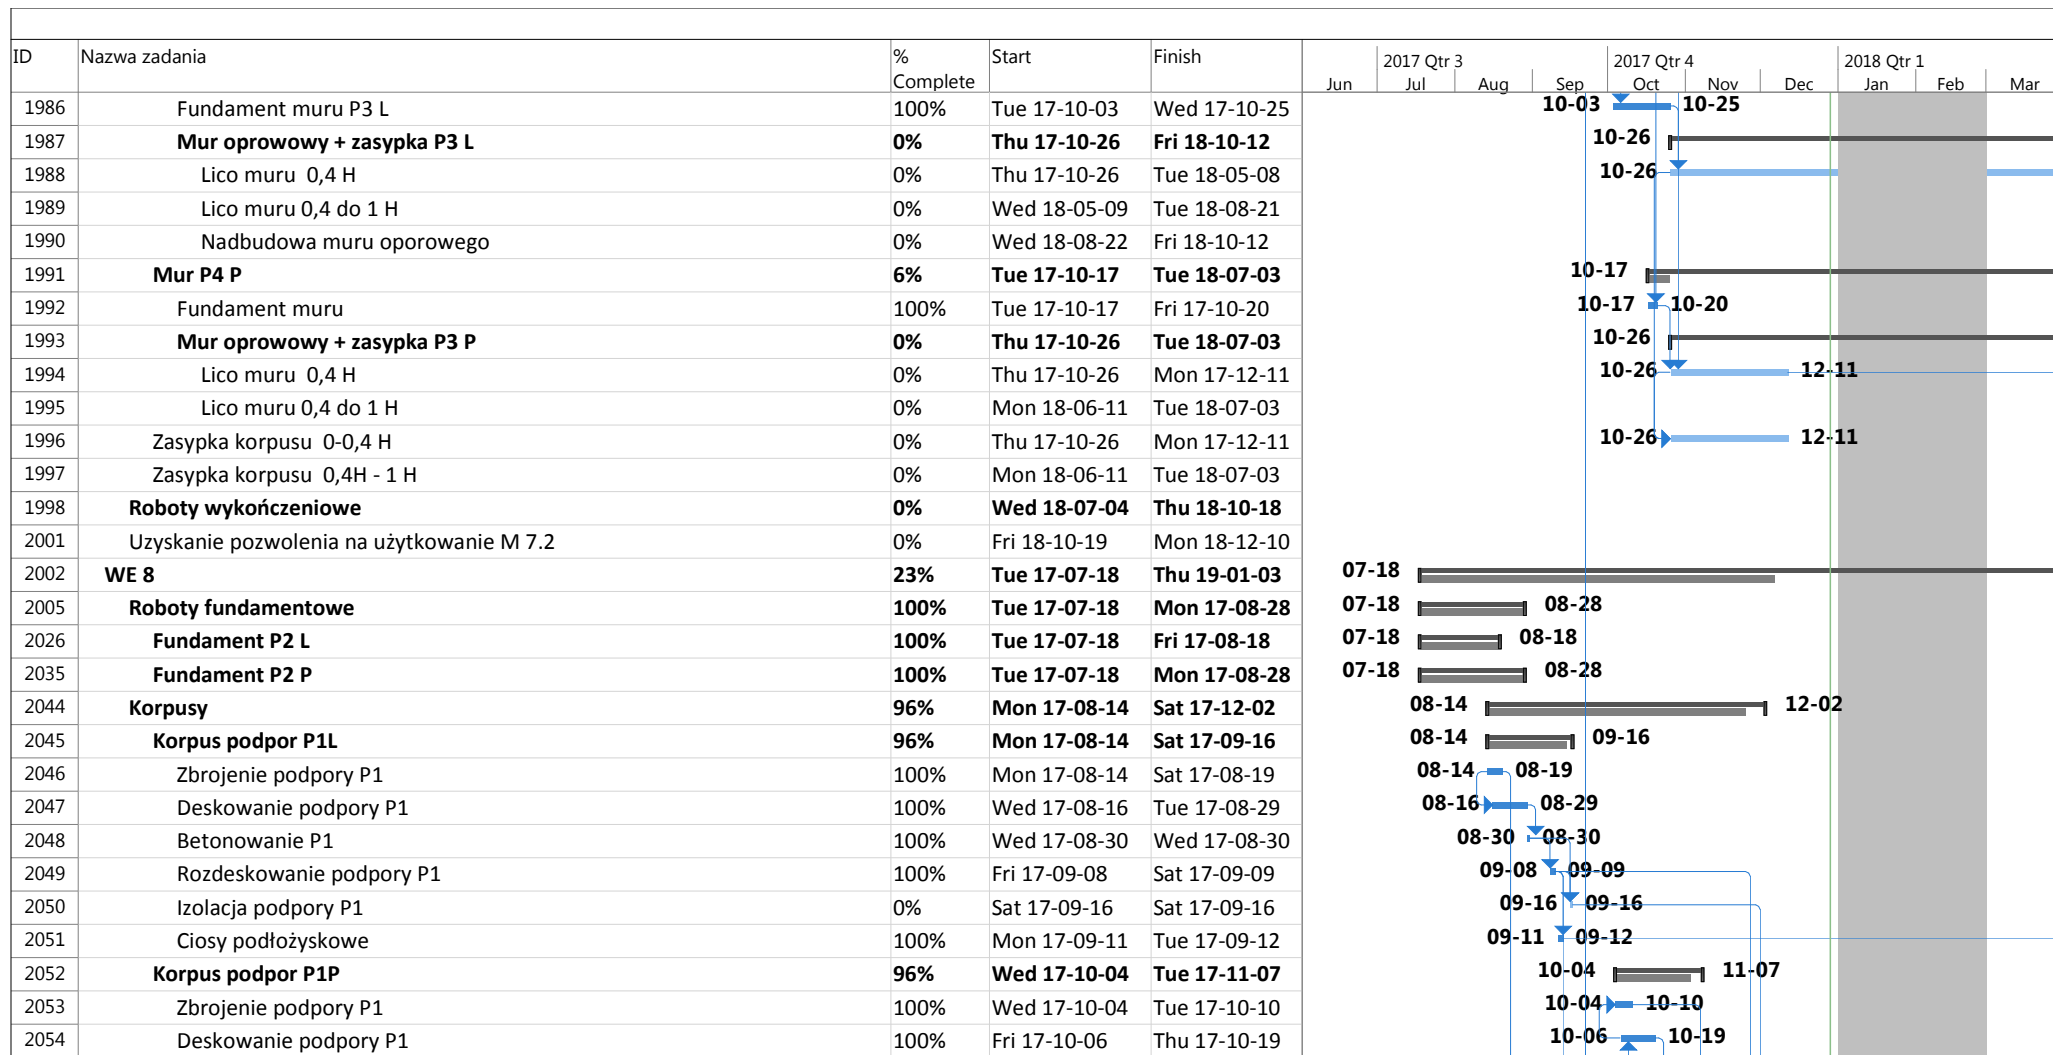 ID Nazwa zadania % Complete Start Finish
2017 Qtr 3 2017 Qtr 4 2018 Qtr 1
Jun Jul Aug Sep Oct Nov Dec Jan Feb Mar
1986 Fundament muru P3 L 100% Tue 17-10-03 Wed 17-10-25 10-03 10-25
1987 Mur oprowowy + zasypka P3 L 0% Thu 17-10-26 Fri 18-10-12 10-26
1988 Lico muru 0,4 H 0% Thu 17-10-26 Tue 18-05-08 10-26
1989 Lico muru 0,4 do 1 H 0% Wed 18-05-09 Tue 18-08-21
1990 Nadbudowa muru oporowego 0% Wed 18-08-22 Fri 18-10-12
1991 Mur P4 P 6% Tue 17-10-17 Tue 18-07-03 10-17
1992 Fundament muru 100% Tue 17-10-17 Fri 17-10-20 10-17 10-20
1993 Mur oprowowy + zasypka P3 P 0% Thu 17-10-26 Tue 18-07-03 10-26
1994 Lico muru 0,4 H 0% Thu 17-10-26 Mon 17-12-11 10-26 12-11
1995 Lico muru 0,4 do 1 H 0% Mon 18-06-11 Tue 18-07-03
1996 Zasypka korpusu 0-0,4 H 0% Thu 17-10-26 Mon 17-12-11 10-26 12-11
1997 Zasypka korpusu 0,4H - 1 H 0% Mon 18-06-11 Tue 18-07-03
1998 Roboty wykończeniowe 0% Wed 18-07-04 Thu 18-10-18
2001 Uzyskanie pozwolenia na użytkowanie M 7.2 0% Fri 18-10-19 Mon 18-12-10
2002 WE 8 23% Tue 17-07-18 Thu 19-01-03 07-18
2005 Roboty fundamentowe 100% Tue 17-07-18 Mon 17-08-28 07-18 08-28
2026 Fundament P2 L 100% Tue 17-07-18 Fri 17-08-18 07-18 08-18
2035 Fundament P2 P 100% Tue 17-07-18 Mon 17-08-28 07-18 08-28
2044 Korpusy 96% Mon 17-08-14 Sat 17-12-02 08-14 12-02
2045 Korpus podpor P1L 96% Mon 17-08-14 Sat 17-09-16 08-14 09-16
2046 Zbrojenie podpory P1 100% Mon 17-08-14 Sat 17-08-19 08-14 08-19
2047 Deskowanie podpory P1 100% Wed 17-08-16 Tue 17-08-29 08-16 08-29
2048 Betonowanie P1 100% Wed 17-08-30 Wed 17-08-30 08-30 08-30
2049 Rozdeskowanie podpory P1 100% Fri 17-09-08 Sat 17-09-09 09-08 09-09
2050 Izolacja podpory P1 0% Sat 17-09-16 Sat 17-09-16 09-16 09-16
2051 Ciosy podłożyskowe 100% Mon 17-09-11 Tue 17-09-12 09-11 09-12
2052 Korpus podpor P1P 96% Wed 17-10-04 Tue 17-11-07 10-04 11-07
2053 Zbrojenie podpory P1 100% Wed 17-10-04 Tue 17-10-10 10-04 10-10
2054 Deskowanie podpory P1 100% Fri 17-10-06 Thu 17-10-19 10-06 10-19